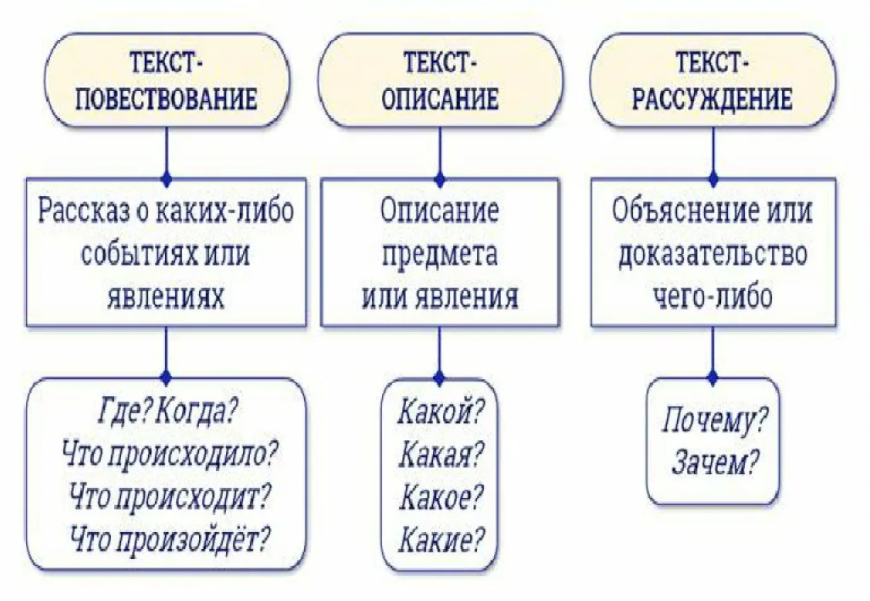 ТЕКСТ-
ПОВЕСТВОВАНИЕ
Рассказ о каких-либо
событиях или
явлениях
Где? Когда?
Что происходило?
Что происходит?
Что произойдёт?
ТЕКСТ-
ОПИСАНИЕ
Описание
предмета
или явления
Какой?
Какая?
Какое?
Какие?
ТЕКСТ-
РАССУЖДЕНИЕ
Объяснение или
доказательство
чего-либо
Почему?
Зачем?